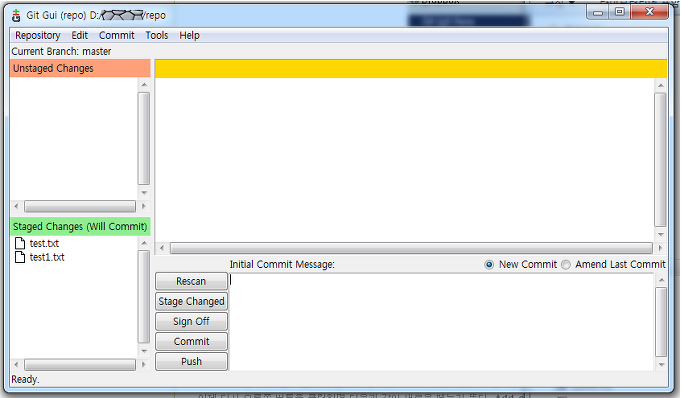 Git Gui (repo) D:/ /repo
Repository Edit Commit Tools Help
Current Branch: master
Unstaged Changes
Staged Changes (Will Commit)
test.txt
test1.txt
Initial Commit Message:
New Commit
Amend Last Commit
Rescan
Stage Changed
Sign Off
Commit
Push
Ready.